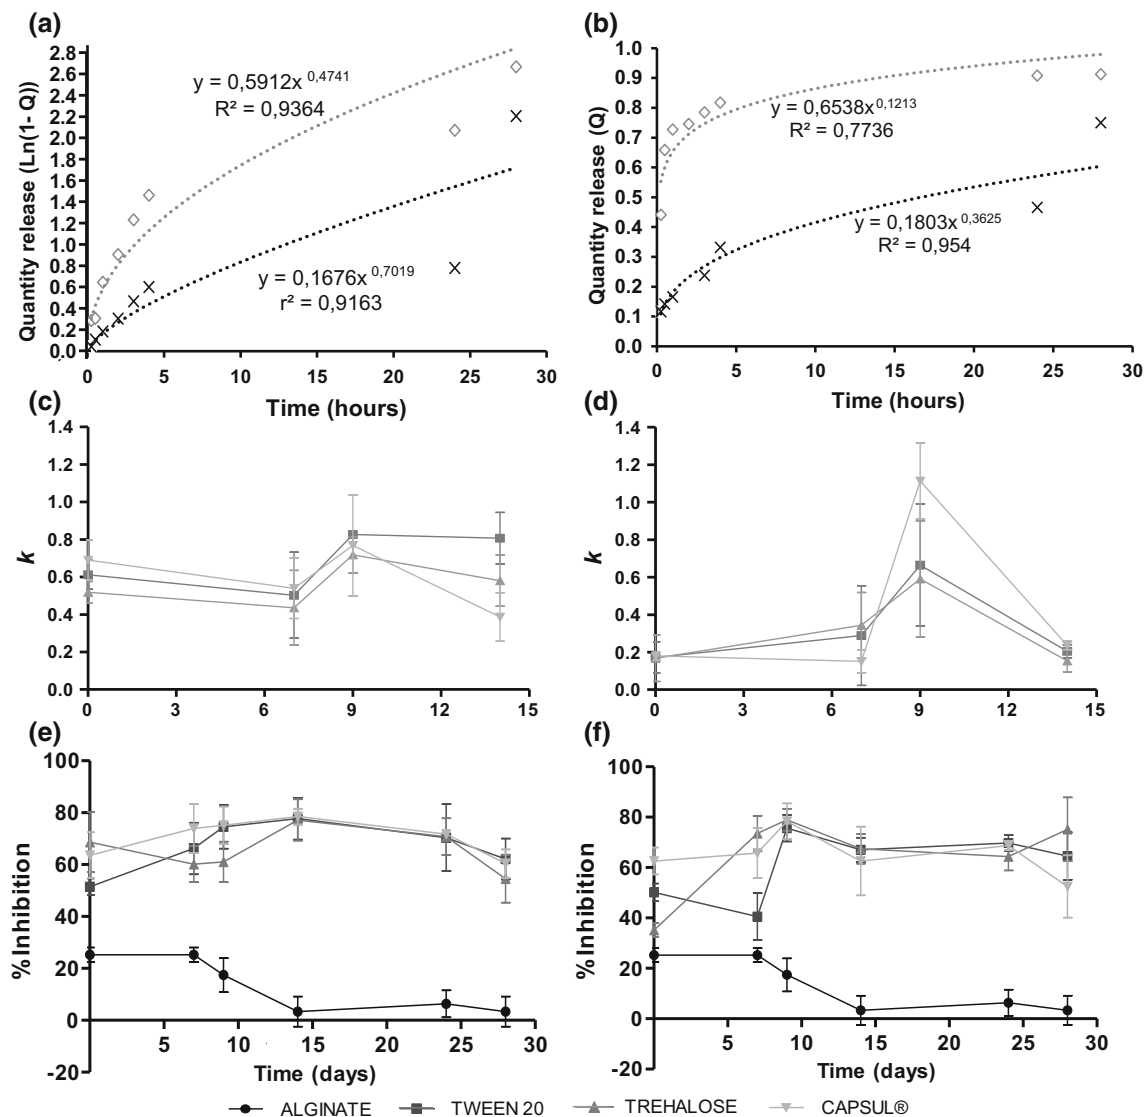 (a)
Quantity release (Ln(1- Q))
2.8
2.6
2.4
2.2
2.0
1.8
1.6
1.4
1.2
1.0
0.8
0.6
0.4
0.2
0.0
y = 0,5912x^0,4741
R² = 0,9364
y = 0,1676x^0,7019
r² = 0,9163
0 5 10 15 20 25 30
Time (hours)
(b)
Quantity release (Q)
1.0
0.9
0.8
0.7
0.6
0.5
0.4
0.3
0.2
0.1
0.0
y = 0,6538x^0,1213
R² = 0,7736
y = 0,1803x^0,3625
R² = 0,954
0 5 10 15 20 25 30
Time (hours)
(c)
k
1.4
1.2
1.0
0.8
0.6
0.4
0.2
0.0
0 3 6 9 12 15
(d)
k
1.4
1.2
1.0
0.8
0.6
0.4
0.2
0.0
0 3 6 9 12 15
(e)
%Inhibition
100
80
60
40
20
0
-20
5 10 15 20 25 30
Time (days)
(f)
%Inhibition
100
80
60
40
20
0
-20
5 10 15 20 25 30
Time (days)
ALGINATE TWEEN 20 TREHALOSE CAPSUL®